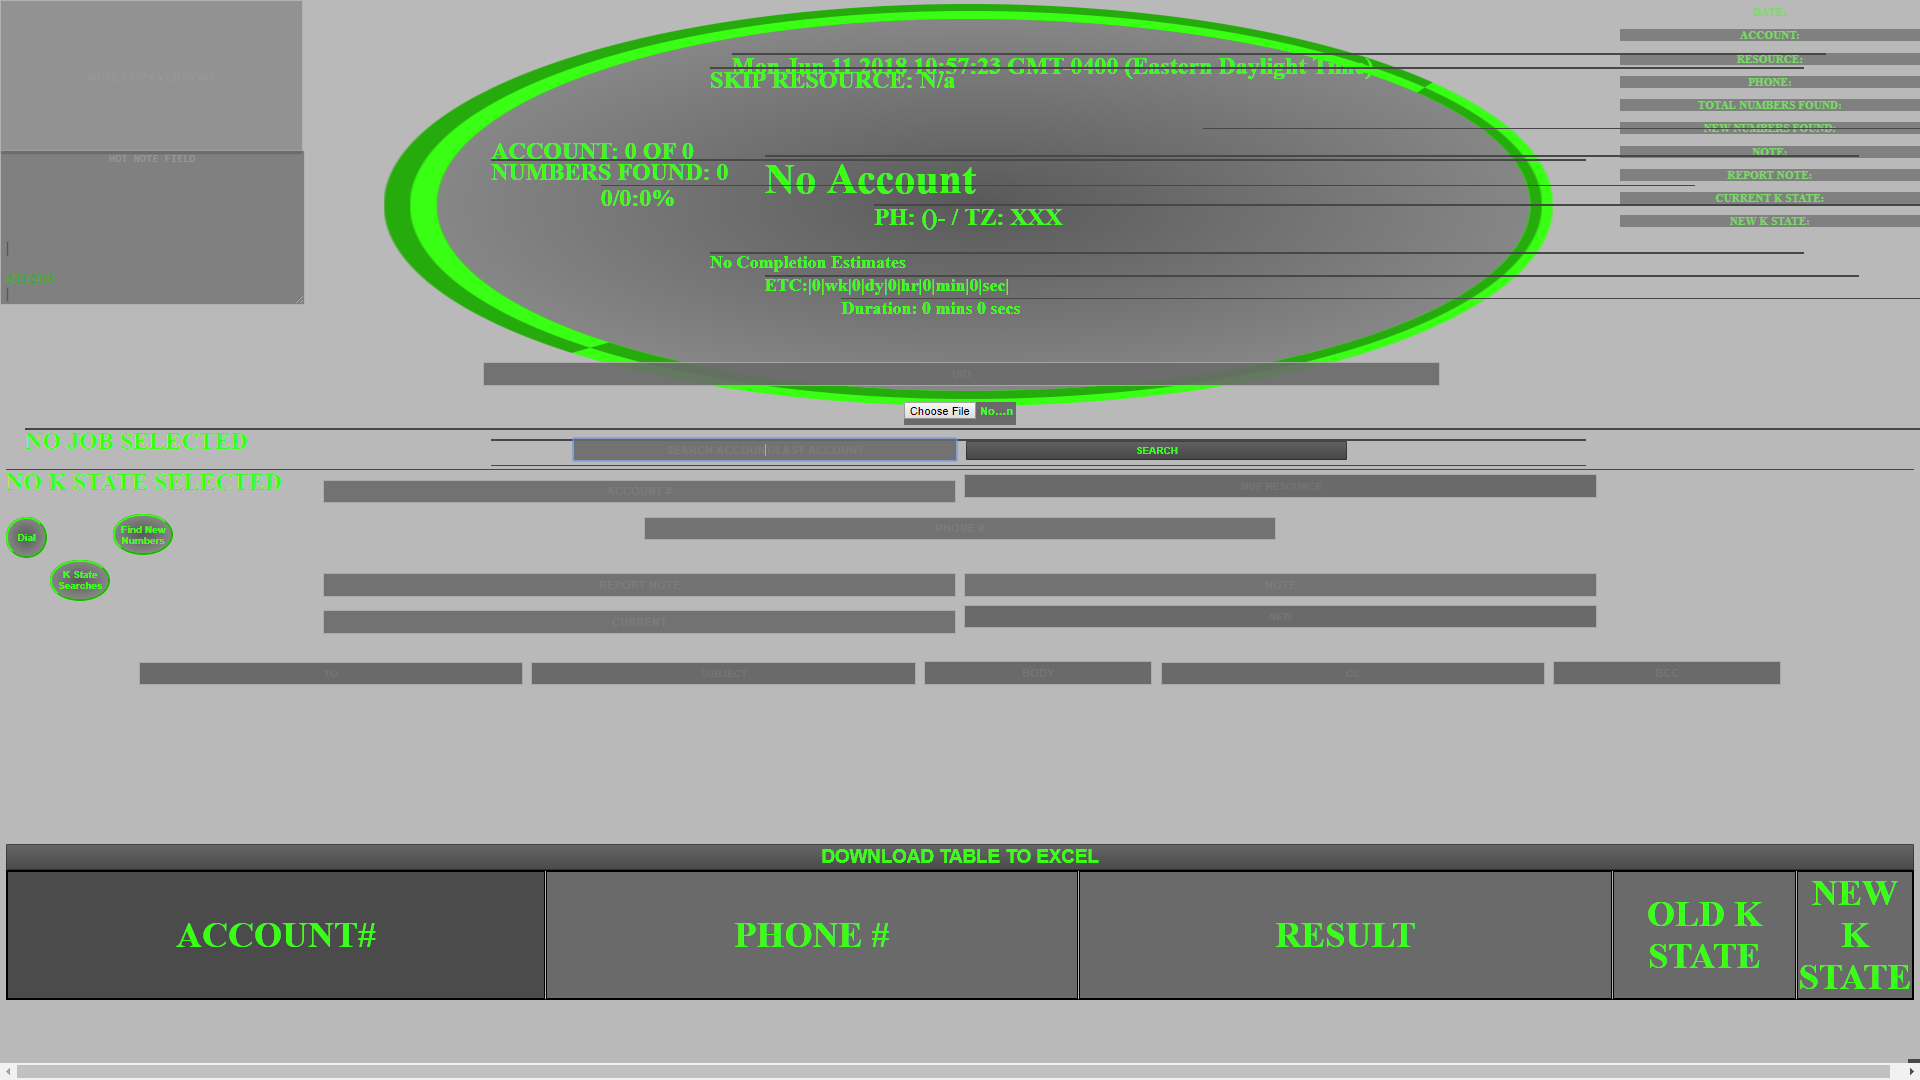 NOTE COPY VERSION?
HOT NOTE FIELD
|
6/11/2018
|
Mon Jun 11 2018 10:57:23 GMT-0400 (Eastern Daylight Time)
SKIP RESOURCE: N/a
ACCOUNT: 0 OF 0
NUMBERS FOUND: 0
0/0:0%
No Account
PH: ()- / TZ: XXX
No Completion Estimates
ETC:|0|wk|0|dy|0|hr|0|min|0|sec|
Duration: 0 mins 0 secs
DATE:
ACCOUNT:
RESOURCE:
PHONE:
TOTAL NUMBERS FOUND:
NEW NUMBERS FOUND:
NOTE:
REPORT NOTE:
CURRENT K STATE:
NEW K STATE:
UID
Choose File No...n
NO JOB SELECTED
SEARCH ACCOUNT/LAST ACCOUNT
SEARCH
NO K STATE SELECTED
ACCOUNT #
SKIP RESOURCE
PHONE #
Dial
Find New
Numbers
K State
Searches
REPORT NOTE
NOTE
CURRENT
NEW
TO
SUBJECT
BODY
CC
BCC
DOWNLOAD TABLE TO EXCEL
ACCOUNT#
PHONE #
RESULT
OLD K
STATE
NEW
K
STATE